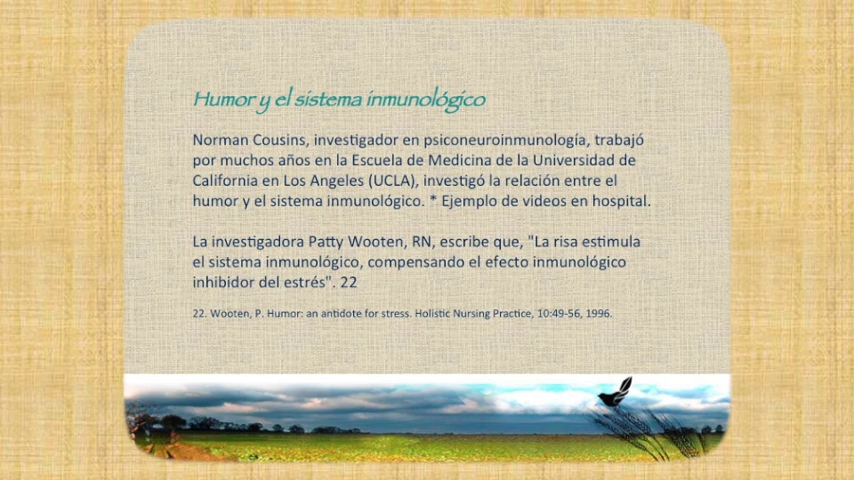 Humor y el sistema inmunológico
Norman Cousins, investigador en psiconeuroinmunología, trabajó
por muchos años en la Escuela de Medicina de la Universidad de
California en Los Angeles (UCLA), investigó la relación entre el
humor y el sistema inmunológico. * Ejemplo de videos en hospital.
La investigadora Patty Wooten, RN, escribe que, "La risa estimula
el sistema inmunológico, compensando el efecto inmunológico
inhibidor del estrés". 22
22. Wooten, P. Humor: an antidote for stress. Holistic Nursing Practice, 10:49-56, 1996.